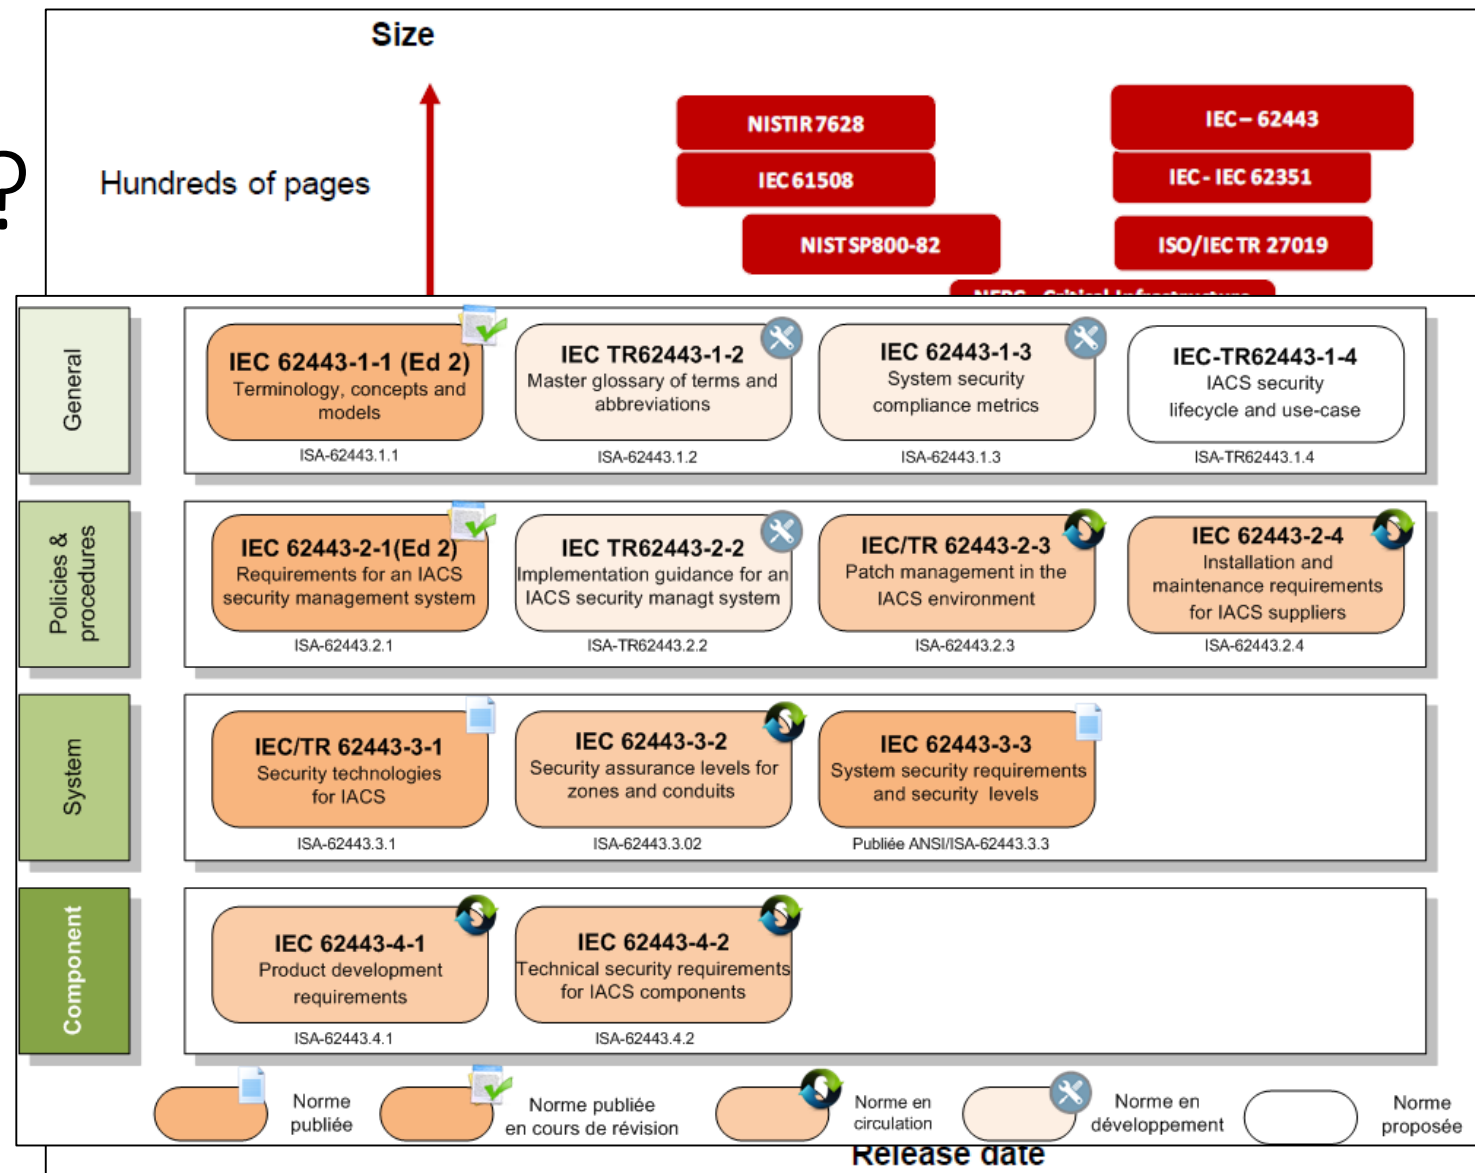 Size
?
Hundreds of pages
NISTIR 7628
IEC 61508
NIST SP800-82
IEC – 62443
IEC - IEC 62351
ISO/IEC TR 27019
NERC - Critical Infrastructure
General
IEC 62443-1-1 (Ed 2)
Terminology, concepts and
models
ISA-62443.1.1
IEC TR62443-1-2
Master glossary of terms and
abbreviations
ISA-62443.1.2
IEC 62443-1-3
System security
compliance metrics
ISA-62443.1.3
IEC-TR62443-1-4
IACS security
lifecycle and use-case
ISA-TR62443.1.4
Policies &
procedures
IEC 62443-2-1(Ed 2)
Requirements for an IACS
security management system
ISA-62443.2.1
IEC TR62443-2-2
Implementation guidance for an
IACS security managt system
ISA-TR62443.2.2
IEC/TR 62443-2-3
Patch management in the
IACS environment
ISA-62443.2.3
IEC 62443-2-4
Installation and
maintenance requirements
for IACS suppliers
ISA-62443.2.4
System
IEC/TR 62443-3-1
Security technologies
for IACS
ISA-62443.3.1
IEC 62443-3-2
Security assurance levels for
zones and conduits
ISA-62443.3.02
IEC 62443-3-3
System security requirements
and security levels
Publiée ANSI/ISA-62443.3.3
Component
IEC 62443-4-1
Product development
requirements
ISA-62443.4.1
IEC 62443-4-2
Technical security requirements
for IACS components
ISA-62443.4.2
Norme
publiée
Norme publiée
en cours de révision
Norme en
circulation
Norme en
développement
Norme
proposée
Release date